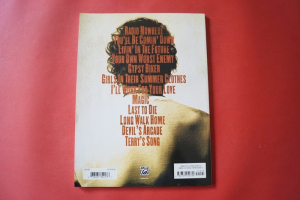 RADIO NOWHERE
YOU'LL BE COMIN' DOWN
LIVIN' IN THE FUTURE
YOUR OWN WORST ENEMY
GYPSY BIKER
GIRLS IN THEIR SUMMER CLOTHES
I'LL WORK FOR YOUR LOVE
MAGIC
LAST TO DIE
LONG WALK HOME
DEVIL'S ARCADE
TERRY'S SONG